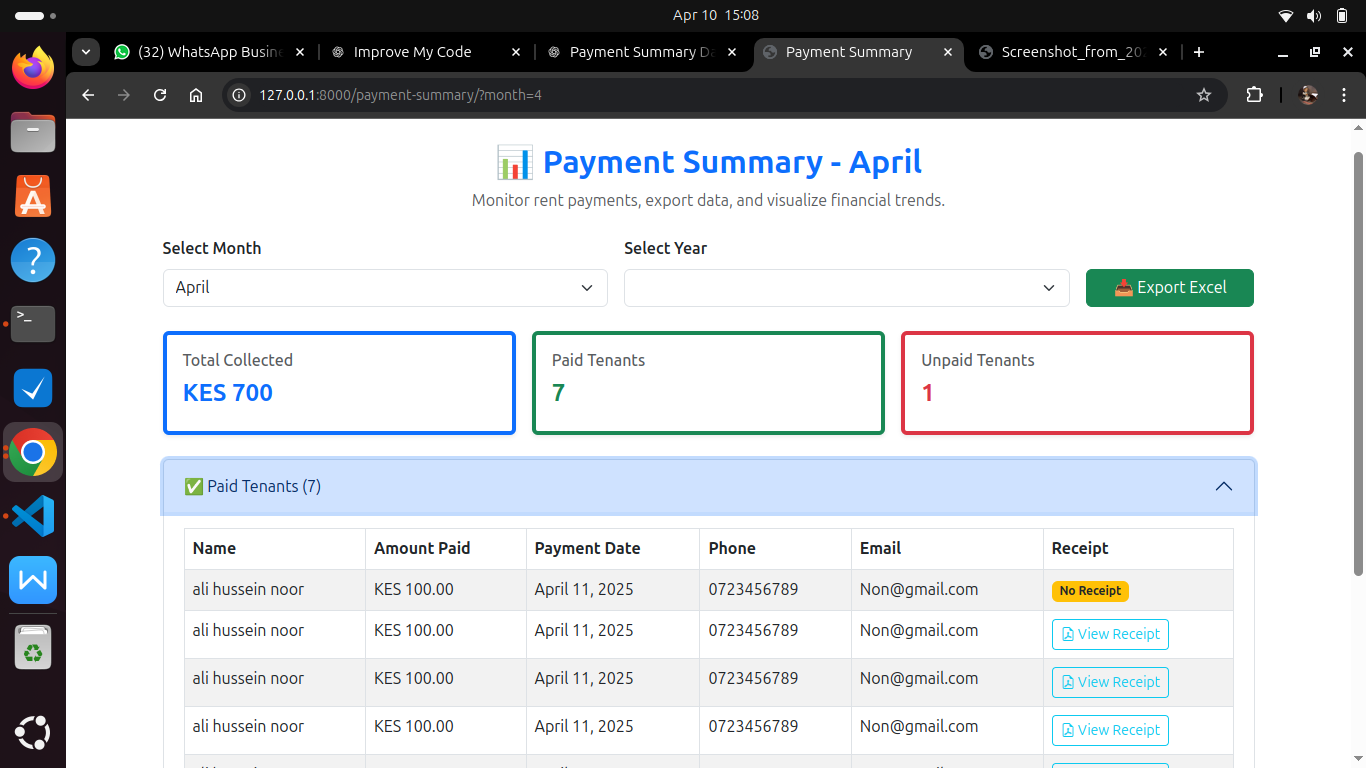 Apr 10 15:08
(32) WhatsApp Busine
Improve My Code
Payment Summary Da
Payment Summary
Screenshot_from_202
127.0.0.1:8000/payment-summary/?month=4
📊 Payment Summary - April
Monitor rent payments, export data, and visualize financial trends.
Select Month
Select Year
April
📥 Export Excel
Total Collected
KES 700
Paid Tenants
7
Unpaid Tenants
1
✅ Paid Tenants (7)
Name Amount Paid Payment Date Phone Email Receipt
ali hussein noor KES 100.00 April 11, 2025 0723456789 Non@gmail.com No Receipt
ali hussein noor KES 100.00 April 11, 2025 0723456789 Non@gmail.com View Receipt
ali hussein noor KES 100.00 April 11, 2025 0723456789 Non@gmail.com View Receipt
ali hussein noor KES 100.00 April 11, 2025 0723456789 Non@gmail.com View Receipt